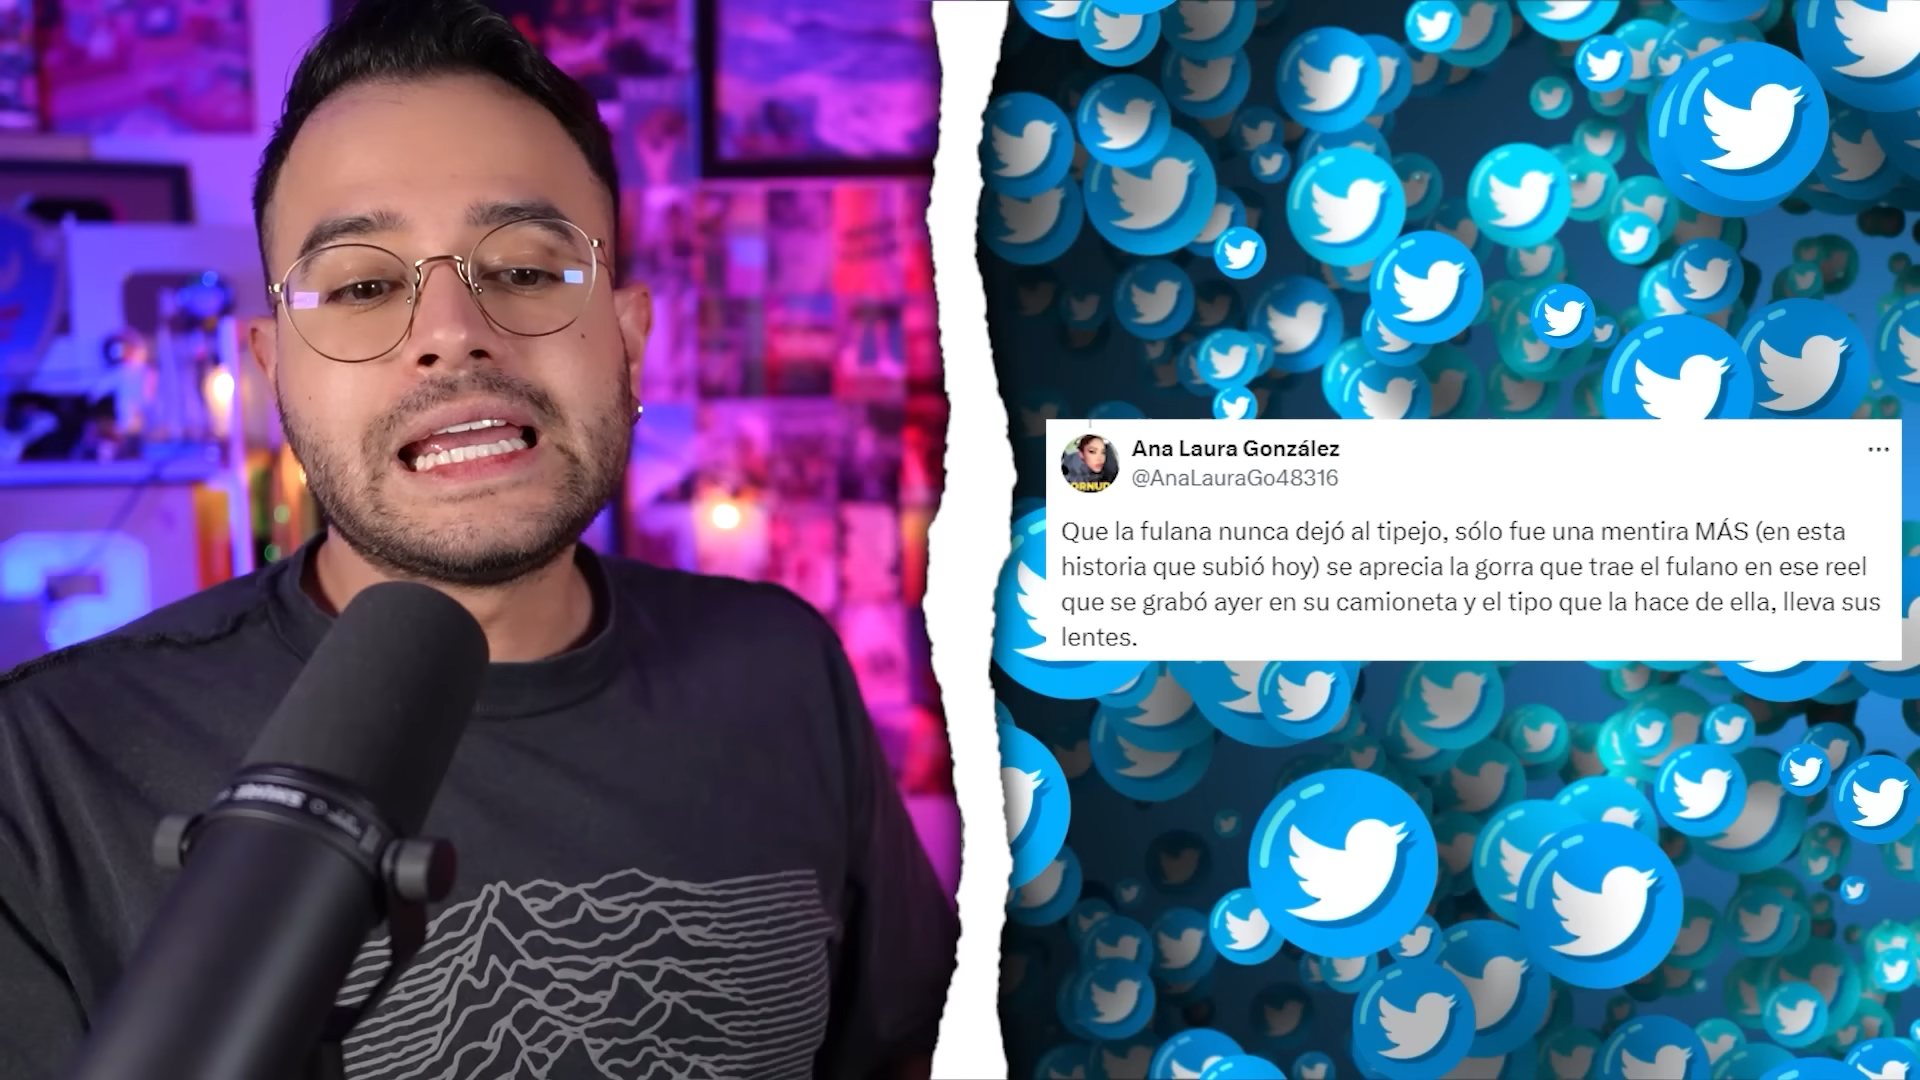 Ana Laura González
@AnaLauraGo48316
Que la fulana nunca dejó al tipejo, sólo fue una mentira MÁS (en esta
historia que subió hoy) se aprecia la gorra que trae el fulano en ese reel
que se grabó ayer en su camioneta y el tipo que la hace de ella, lleva sus
lentes.